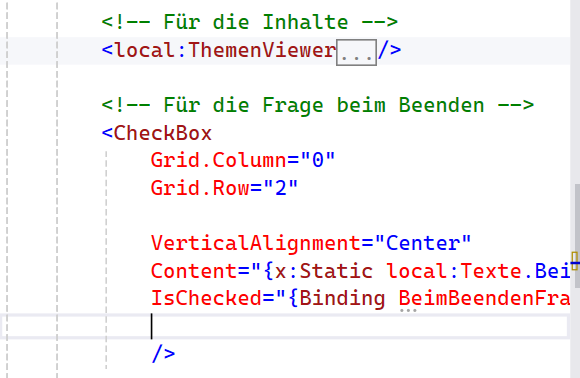 <!-- Für die Inhalte -->
<local:ThemenViewer.../>
<!-- Für die Frage beim Beenden -->
<CheckBox
Grid.Column="0"
Grid.Row="2"
VerticalAlignment="Center"
Content="{x:Static local:Texte.Bei
IsChecked="{Binding BeimBeendenFra
/>